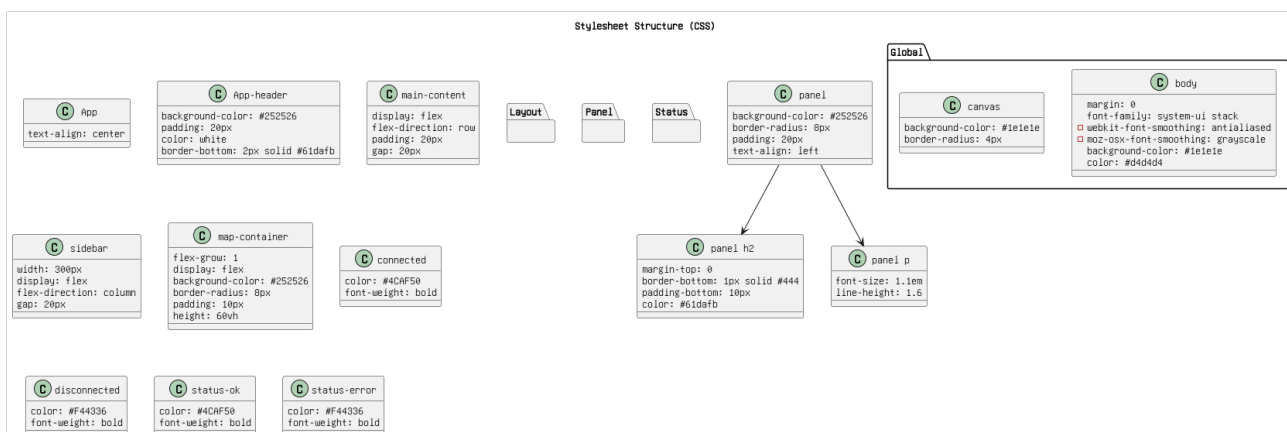 Stylesheet Structure (CSS)
Global
C App
text-align: center
C App-header
background-color: #252526
padding: 20px
color: white
border-bottom: 2px solid #61dafb
C main-content
display: flex
flex-direction: row
padding: 20px
gap: 20px
Layout
Panel
Status
C panel
background-color: #252526
border-radius: 8px
padding: 20px
text-align: left
C canvas
background-color: #1e1e1e
border-radius: 4px
C body
margin: 0
font-family: system-ui stack
webkit-font-smoothing: antialiased
moz-osx-font-smoothing: grayscale
background-color: #1e1e1e
color: #d4d4d4
C sidebar
width: 300px
display: flex
flex-direction: column
gap: 20px
C map-container
flex-grow: 1
display: flex
background-color: #252526
border-radius: 8px
padding: 10px
height: 60vh
C connected
color: #4CAF50
font-weight: bold
C panel h2
margin-top: 0
border-bottom: 1px solid #444
padding-bottom: 10px
color: #61dafb
C panel p
font-size: 1.1em
line-height: 1.6
C disconnected
color: #F44336
font-weight: bold
C status-ok
color: #4CAF50
font-weight: bold
C status-error
color: #F44336
font-weight: bold